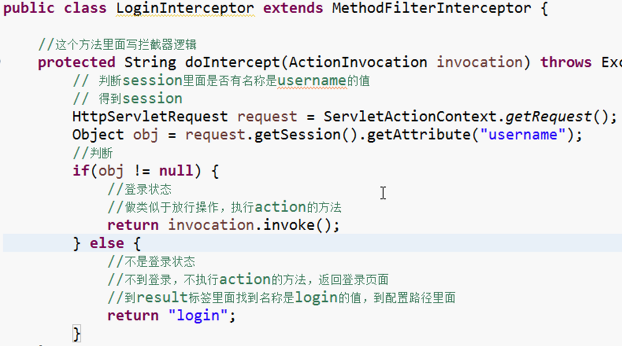 public class LoginInterceptor extends MethodFilterInterceptor {
//这个方法里面写拦截器逻辑
protected String doIntercept(ActionInvocation invocation) throws Exc
// 判断session里面是否有名称是username的值
// 得到session
HttpServletRequest request = ServletActionContext.getRequest();
Object obj = request.getSession().getAttribute("username");
//判断
if(obj != null) {
//登录状态
//做类似于放行操作，执行action的方法
return invocation.invoke();
} else {
//不是登录状态
//不到登录，不执行action的方法，返回登录页面
//到result标签里面找到名称是login的值，到配置路径里面
return "login";
}